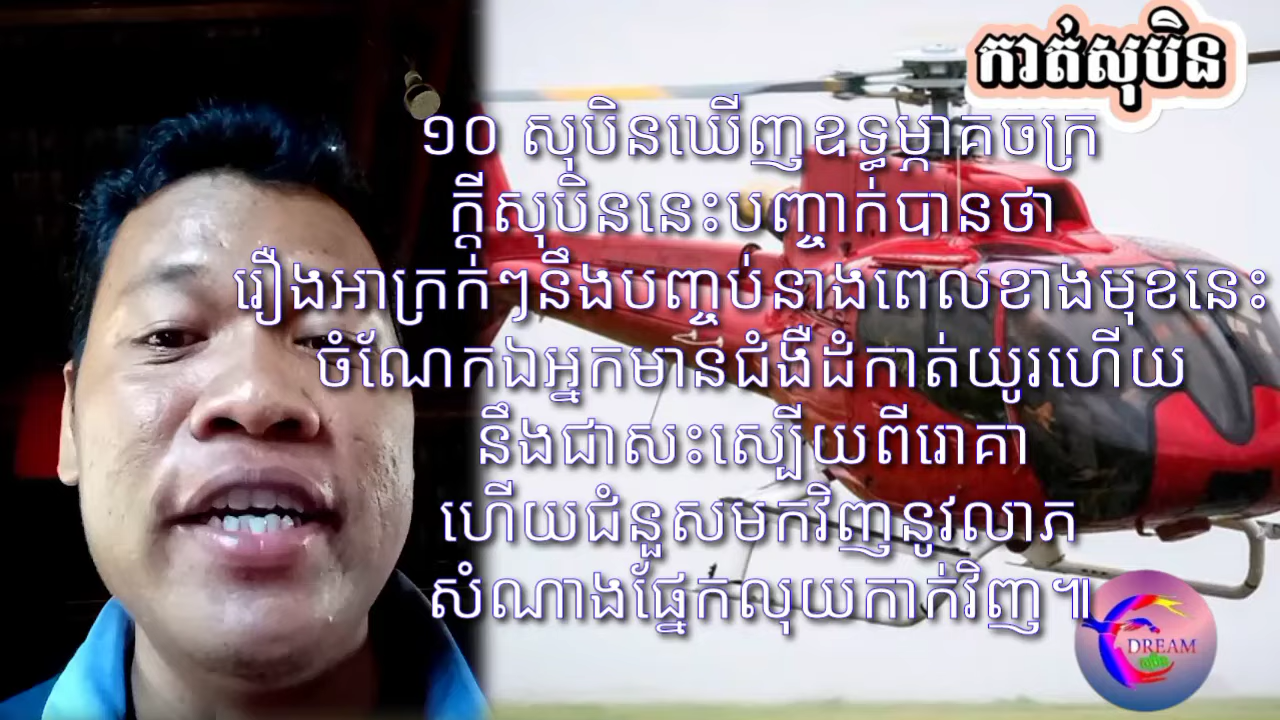 កាត់សុបិន
១០ សុបិនឃើញឧទ្ធម្ភាគចក្រ
ក្ដីសុបិននេះបញ្ជាក់បានថា
រឿងអាក្រក់ៗនឹងបញ្ចប់នាងពេលខាងមុខនេះ
ចំណែកឯអ្នកមានជំងឺដំកាត់យូរហើយ
នឹងជាសះស្បើយពីរោគា
ហើយជំនួសមកវិញនូវលាភ
សំណាងផ្នែកលុយកាក់វិញ៕
DREAM
សុបិន